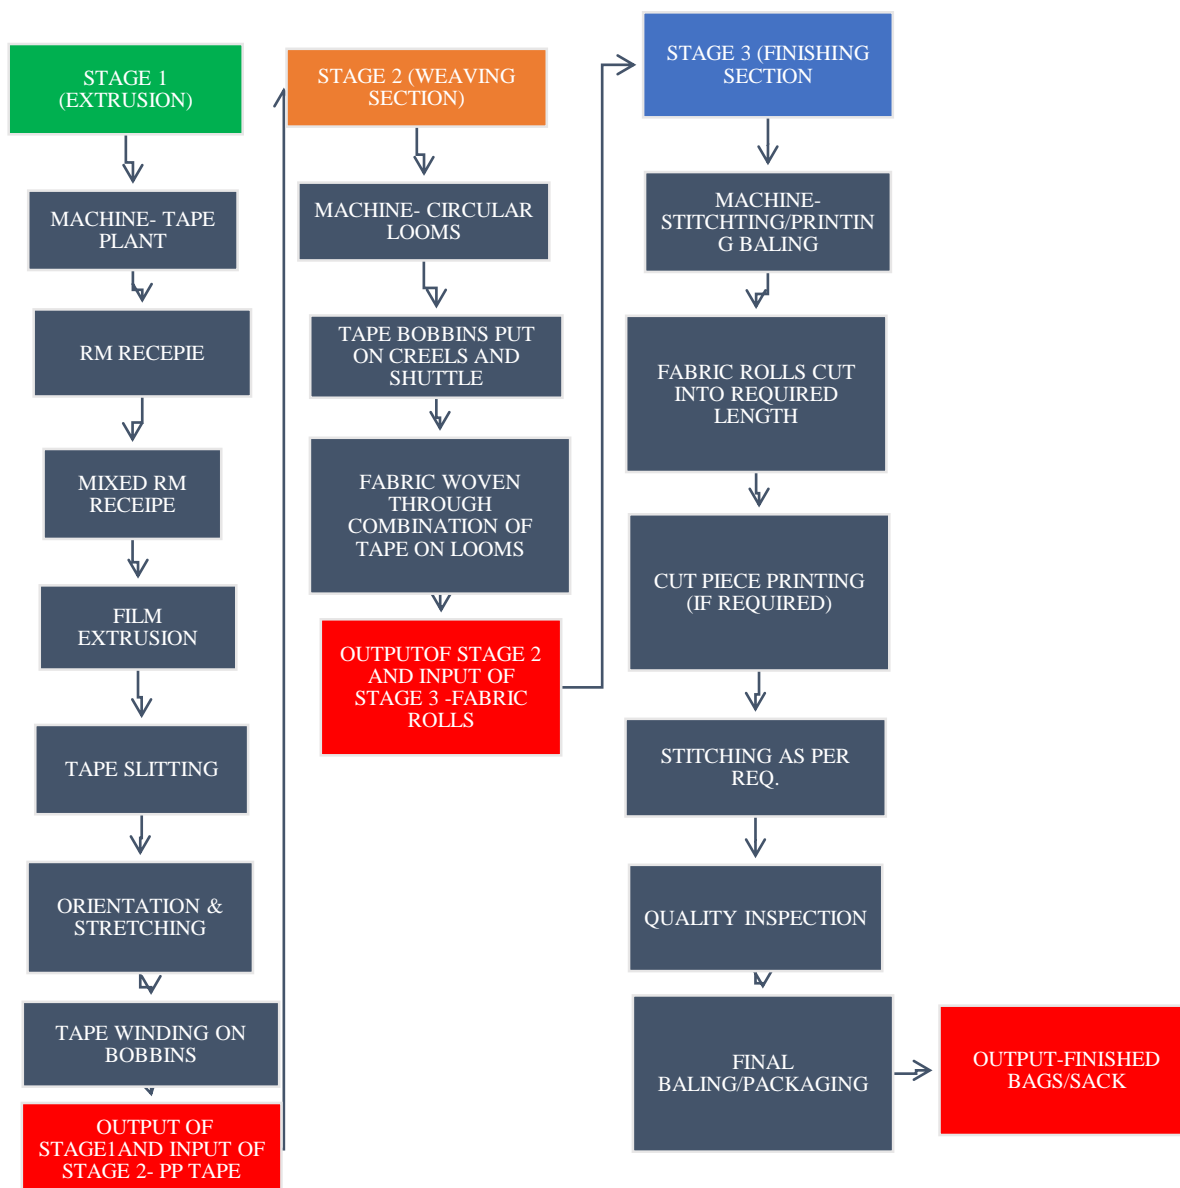 STAGE 1
(EXTRUSION)
MACHINE- TAPE
PLANT
RM RECEPIE
MIXED RM
RECEIPE
FILM
EXTRUSION
TAPE SLITTING
ORIENTATION &
STRETCHING
TAPE WINDING ON
BOBBINS
OUTPUT OF
STAGE1AND INPUT OF
STAGE 2- PP TAPE
STAGE 2 (WEAVING
SECTION)
MACHINE- CIRCULAR
LOOMS
TAPE BOBBINS PUT
ON CREELS AND
SHUTTLE
FABRIC WOVEN
THROUGH
COMBINATION OF
TAPE ON LOOMS
OUTPUTOF STAGE 2
AND INPUT OF
STAGE 3 -FABRIC
ROLLS
STAGE 3 (FINISHING
SECTION
MACHINE-
STITCHTING/PRINTIN
G BALING
FABRIC ROLLS CUT
INTO REQUIRED
LENGTH
CUT PIECE PRINTING
(IF REQUIRED)
STITCHING AS PER
REQ.
QUALITY INSPECTION
FINAL
BALING/PACKAGING
OUTPUT-FINISHED
BAGS/SACK